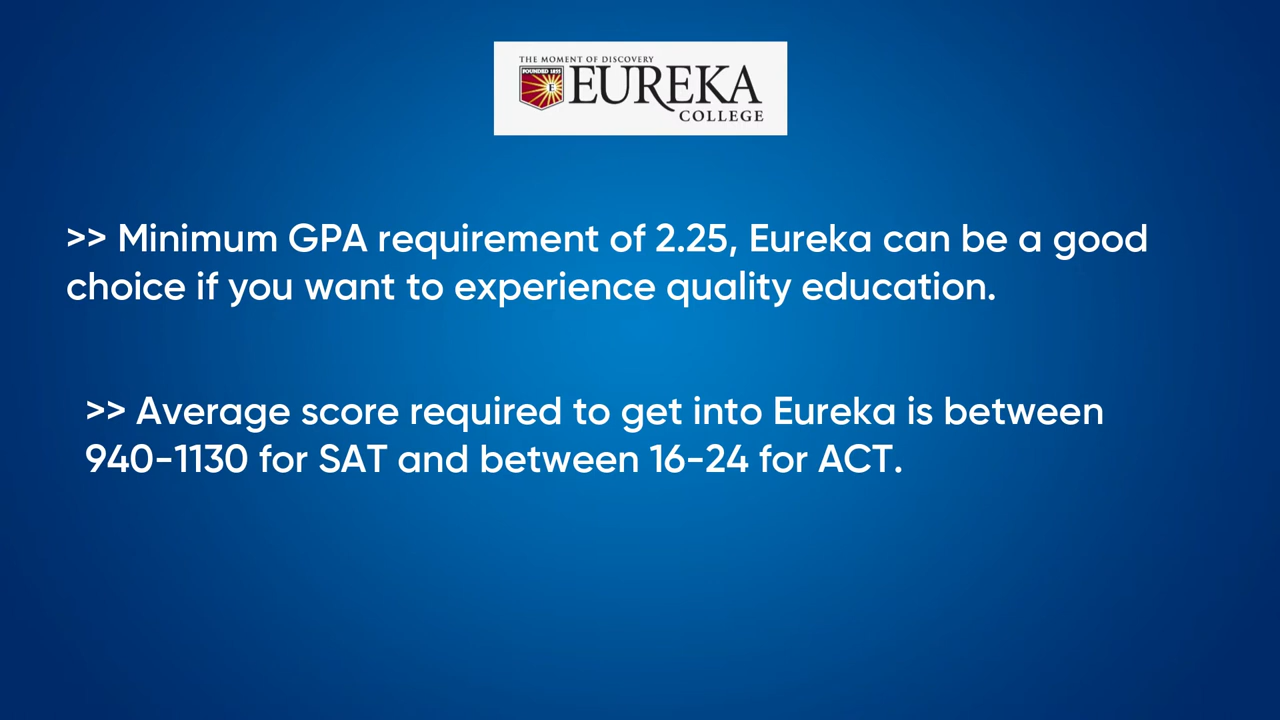 THE MOMENT OF DISCOVERY
FOUNDED 1855
E
EUREKA
COLLEGE
>> Minimum GPA requirement of 2.25, Eureka can be a good
choice if you want to experience quality education.
>> Average score required to get into Eureka is between
940-1130 for SAT and between 16-24 for ACT.